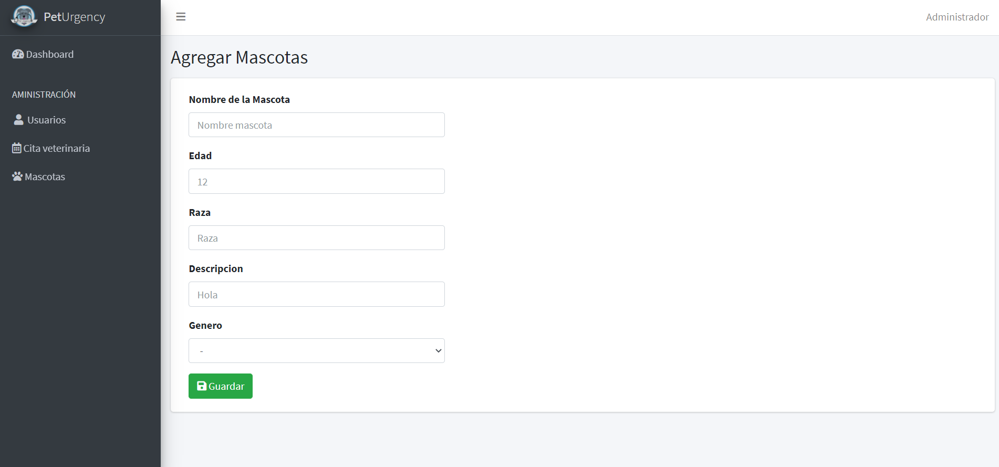 PetUrgency
Administrador
Dashboard
AMINISTRACIÓN
Usuarios
Cita veterinaria
Mascotas
Agregar Mascotas
Nombre de la Mascota
Nombre mascota
Edad
12
Raza
Raza
Descripcion
Hola
Genero
-
Guardar